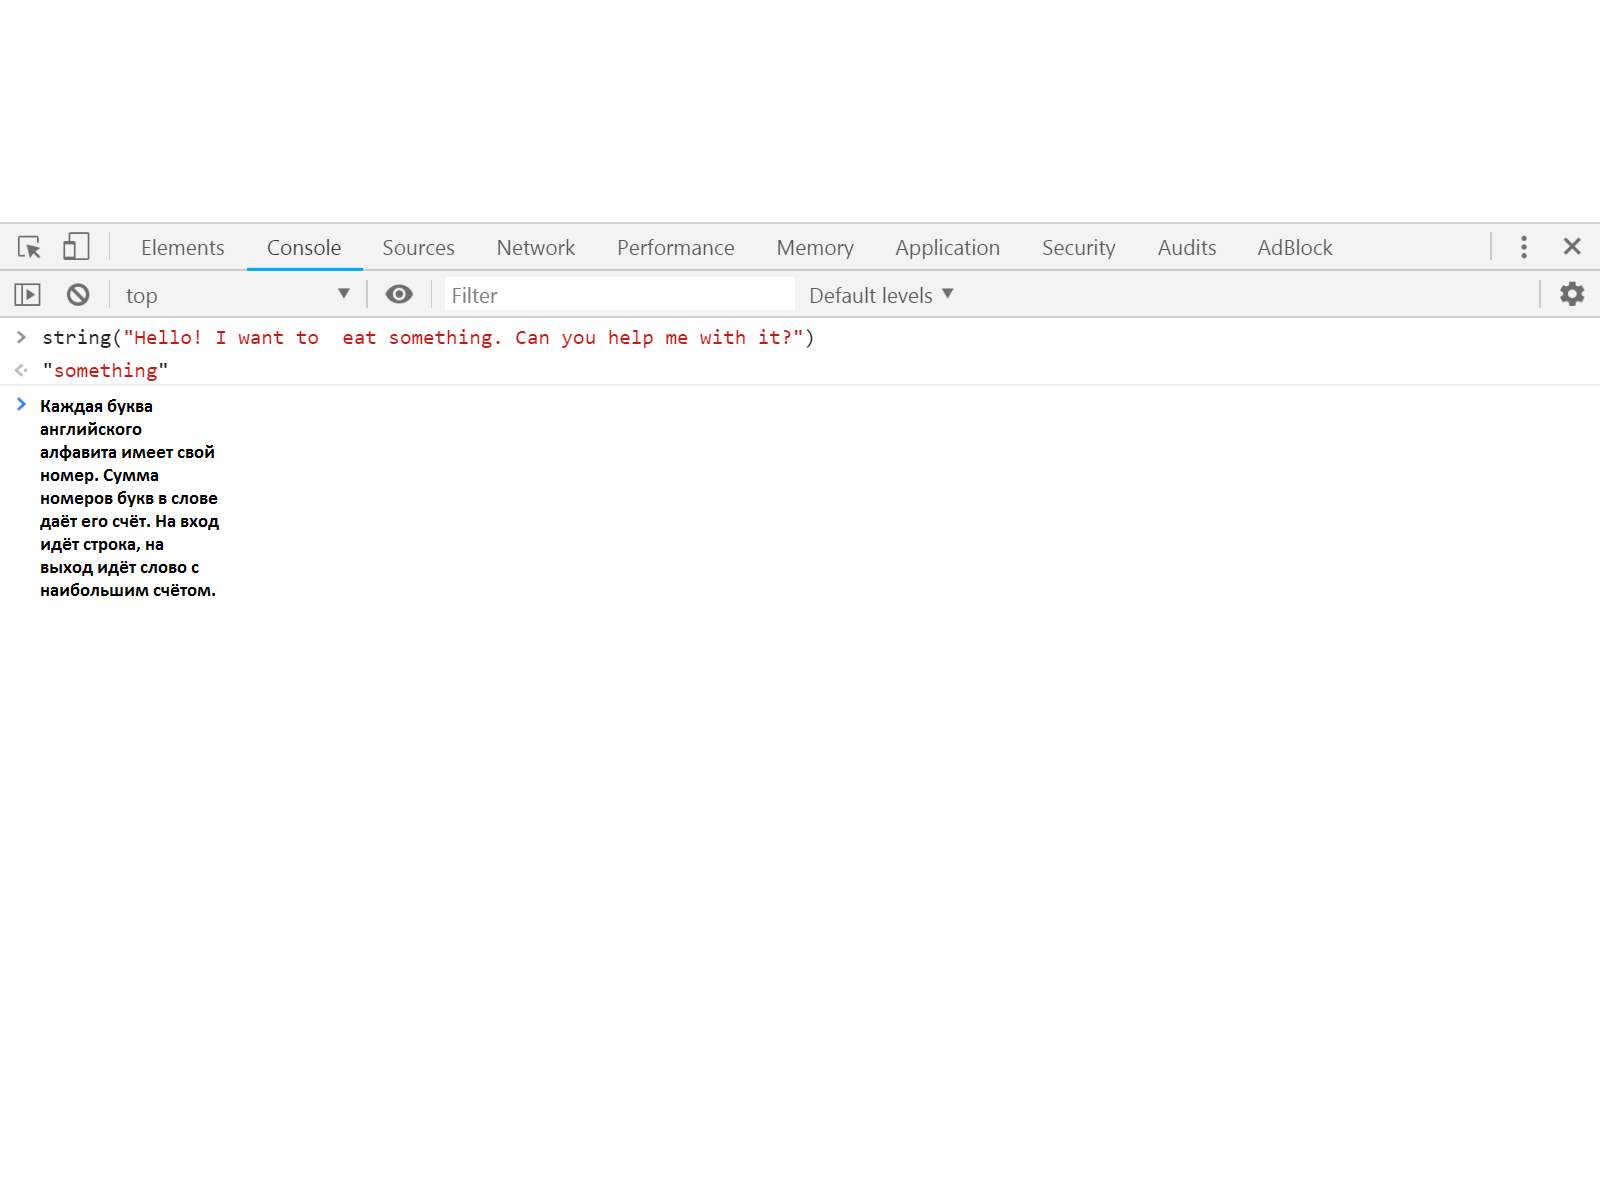 Elements Console Sources Network Performance Memory Application Security Audits AdBlock
top Filter Default levels
string("Hello! I want to  eat something. Can you help me with it?")
"something"
Каждая буква
английского
алфавита имеет свой
номер. Сумма
номеров букв в слове
даёт его счёт. На вход
идёт строка, на
выход идёт слово с
наибольшим счётом.